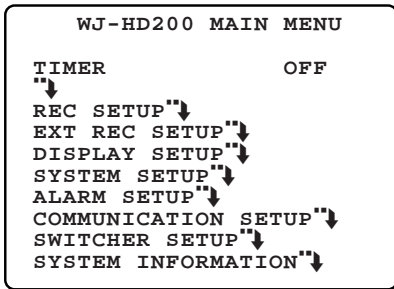 WJ-HD200 MAIN MENU
TIMER OFF
REC SETUP
EXT REC SETUP
DISPLAY SETUP
SYSTEM SETUP
ALARM SETUP
COMMUNICATION SETUP
SWITCHER SETUP
SYSTEM INFORMATION